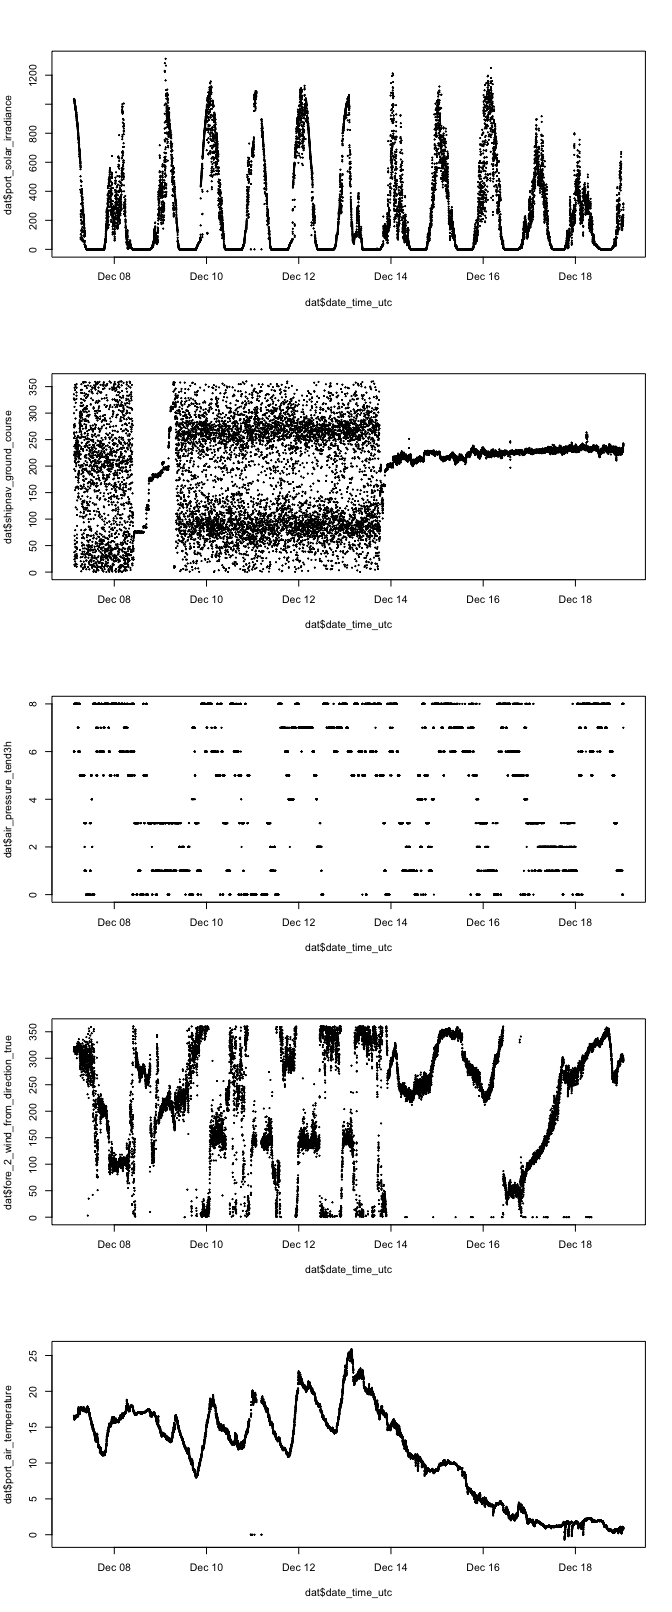 dat$port_solar_irradiance
0 200 400 600 800 1200
Dec 08 Dec 10 Dec 12 Dec 14 Dec 16 Dec 18
dat$date_time_utc
dat$shipnav_ground_course
0 50 100 150 200 250 300 350
Dec 08 Dec 10 Dec 12 Dec 14 Dec 16 Dec 18
dat$date_time_utc
dat$air_pressure_tend3h
0 2 4 6 8
Dec 08 Dec 10 Dec 12 Dec 14 Dec 16 Dec 18
dat$date_time_utc
dat$fore_2_wind_from_direction_true
0 50 100 150 200 250 300 350
Dec 08 Dec 10 Dec 12 Dec 14 Dec 16 Dec 18
dat$date_time_utc
dat$port_air_temperature
0 5 10 15 20 25
Dec 08 Dec 10 Dec 12 Dec 14 Dec 16 Dec 18
dat$date_time_utc